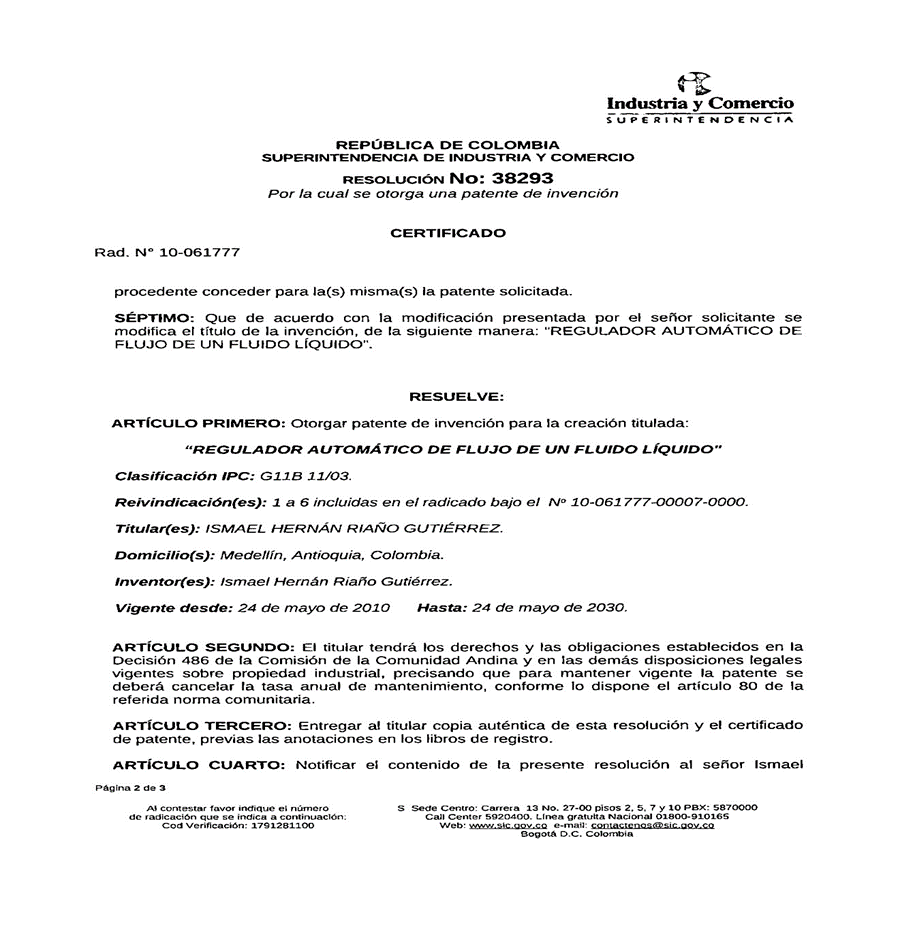 Industria y Comercio
SUPERINTENDENCIA
REPÚBLICA DE COLOMBIA
SUPERINTENDENCIA DE INDUSTRIA Y COMERCIO
RESOLUCIÓN No: 38293
Por la cual se otorga una patente de invención
CERTIFICADO
Rad. N° 10-061777
procedente conceder para la(s) misma(s) la patente solicitada.
SÉPTIMO: Que de acuerdo con la modificación presentada por el señor solicitante se
modifica el título de la invención, de la siguiente manera: "REGULADOR AUTOMÁTICO DE
FLUJO DE UN FLUIDO LÍQUIDO".
RESUELVE:
ARTÍCULO PRIMERO: Otorgar patente de invención para la creación titulada:
"REGULADOR AUTOMÁTICO DE FLUJO DE UN FLUIDO LÍQUIDO"
Clasificación IPC: G11B 11/03.
Reivindicación(es): 1 a 6 incluidas en el radicado bajo el N° 10-061777-00007-0000.
Titular(es): ISMAEL HERNÁN RIAÑO GUTIÉRREZ.
Domicilio(s): Medellín, Antioquia, Colombia.
Inventor(es): Ismael Hernán Riaño Gutiérrez.
Vigente desde: 24 de mayo de 2010 Hasta: 24 de mayo de 2030.
ARTÍCULO SEGUNDO: El titular tendrá los derechos y las obligaciones establecidos en la
Decisión 486 de la Comisión de la Comunidad Andina y en las demás disposiciones legales
vigentes sobre propiedad industrial, precisando que para mantener vigente la patente se
deberá cancelar la tasa anual de mantenimiento, conforme lo dispone el artículo 80 de la
referida norma comunitaria.
ARTÍCULO TERCERO: Entregar al titular copia auténtica de esta resolución y el certificado
de patente, previas las anotaciones en los libros de registro.
ARTÍCULO CUARTO: Notificar el contenido de la presente resolución al señor Ismael
Página 2 de 3
Al contestar favor indique el número
de radicación que se indica a continuación:
Cod Verificación: 1791281100
S Sede Centro: Carrera 13 No. 27-00 pisos 2, 5, 7 y 10 PBX: 5870000
Call Center 5920400. Línea gratuita Nacional 01800-910165
Web: www.sic.gov.co e-mail: contactenos@sic.gov.co
Bogotá D.C. Colombia